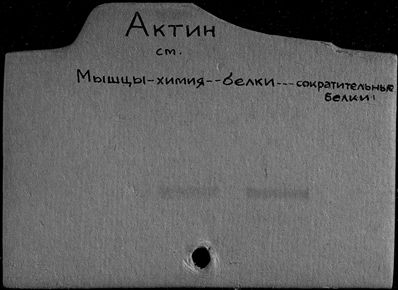 Актин
см.
Мышцы-химия--белки---сократительные
белки